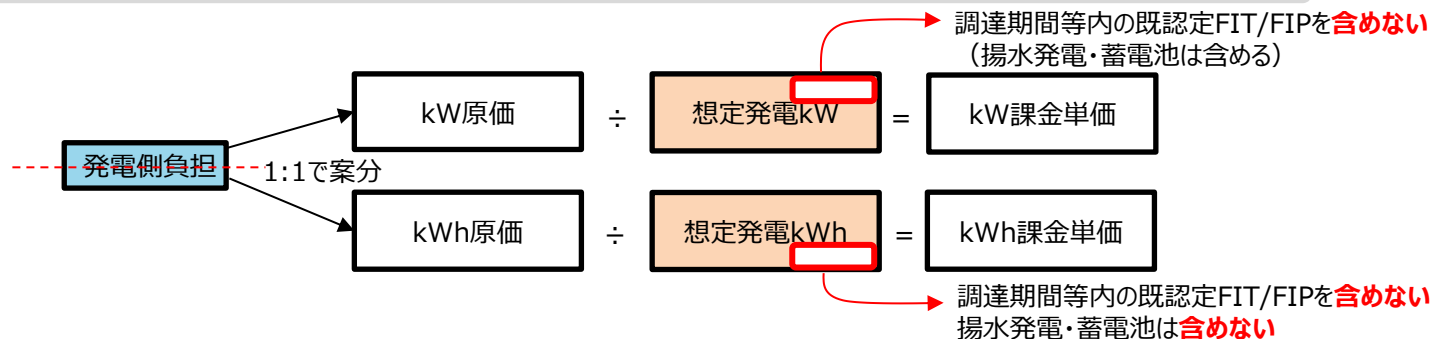 調達期間等内の既認定FIT/FIPを含めない
（揚水発電・蓄電池は含める）
kW原価 ÷ 想定発電kW = kW課金単価
発電側負担 1:1で案分
kWh原価 ÷ 想定発電kWh = kWh課金単価
調達期間等内の既認定FIT/FIPを含めない
揚水発電・蓄電池は含めない